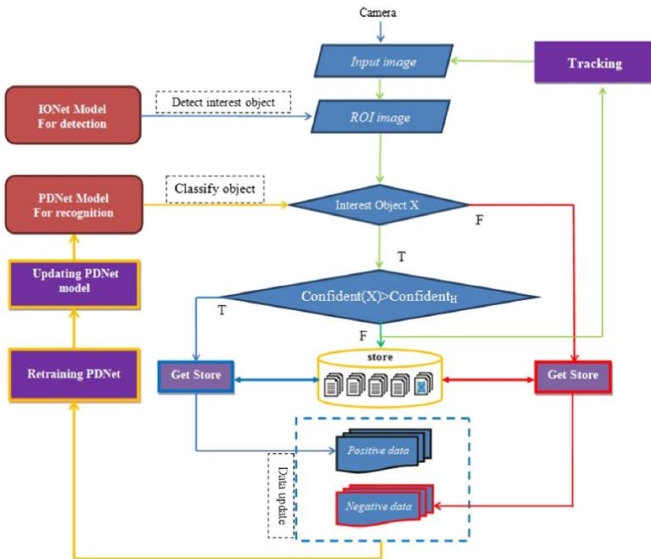 Camera
Input image
Tracking
IONet Model
For detection
Detect interest object
ROI image
PDNet Model
For recognition
Classify object
Interest Object X
F
T
Updating PDNet
model
Confident(X)>Confident_H
T
F
store
Retraining PDNet
Get Store
Get Store
Data update
Positive data
Negative data